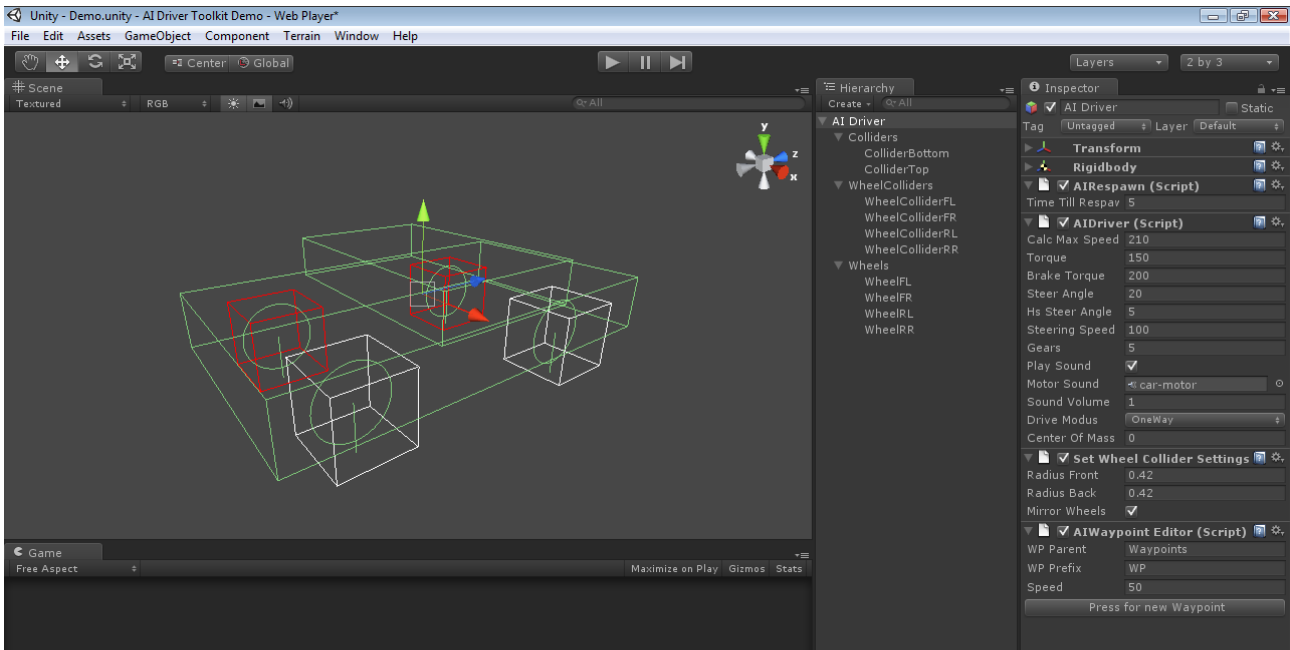 Unity - Demo.unity - AI Driver Toolkit Demo - Web Player*
File Edit Assets GameObject Component Terrain Window Help
Center Global Layers 2 by 3
Scene
Textured RGB All
y
z
x
Game
Free Aspect Maximize on Play Gizmos Stats
Hierarchy
Create All
AI Driver
Colliders
ColliderBottom
ColliderTop
WheelColliders
WheelColliderFL
WheelColliderFR
WheelColliderRL
WheelColliderRR
Wheels
WheelFL
WheelFR
WheelRL
WheelRR
Inspector
AI Driver Static
Tag Untagged Layer Default
Transform
Rigidbody
AIRespawn (Script)
Time Till Respav 5
AIDriver (Script)
Calc Max Speed 210
Torque 150
Brake Torque 200
Steer Angle 20
Hs Steer Angle 5
Steering Speed 100
Gears 5
Play Sound
Motor Sound car-motor
Sound Volume 1
Drive Modus OneWay
Center Of Mass 0
Set Wheel Collider Settings
Radius Front 0.42
Radius Back 0.42
Mirror Wheels
AIWaypoint Editor (Script)
WP Parent Waypoints
WP Prefix WP
Speed 50
Press for new Waypoint